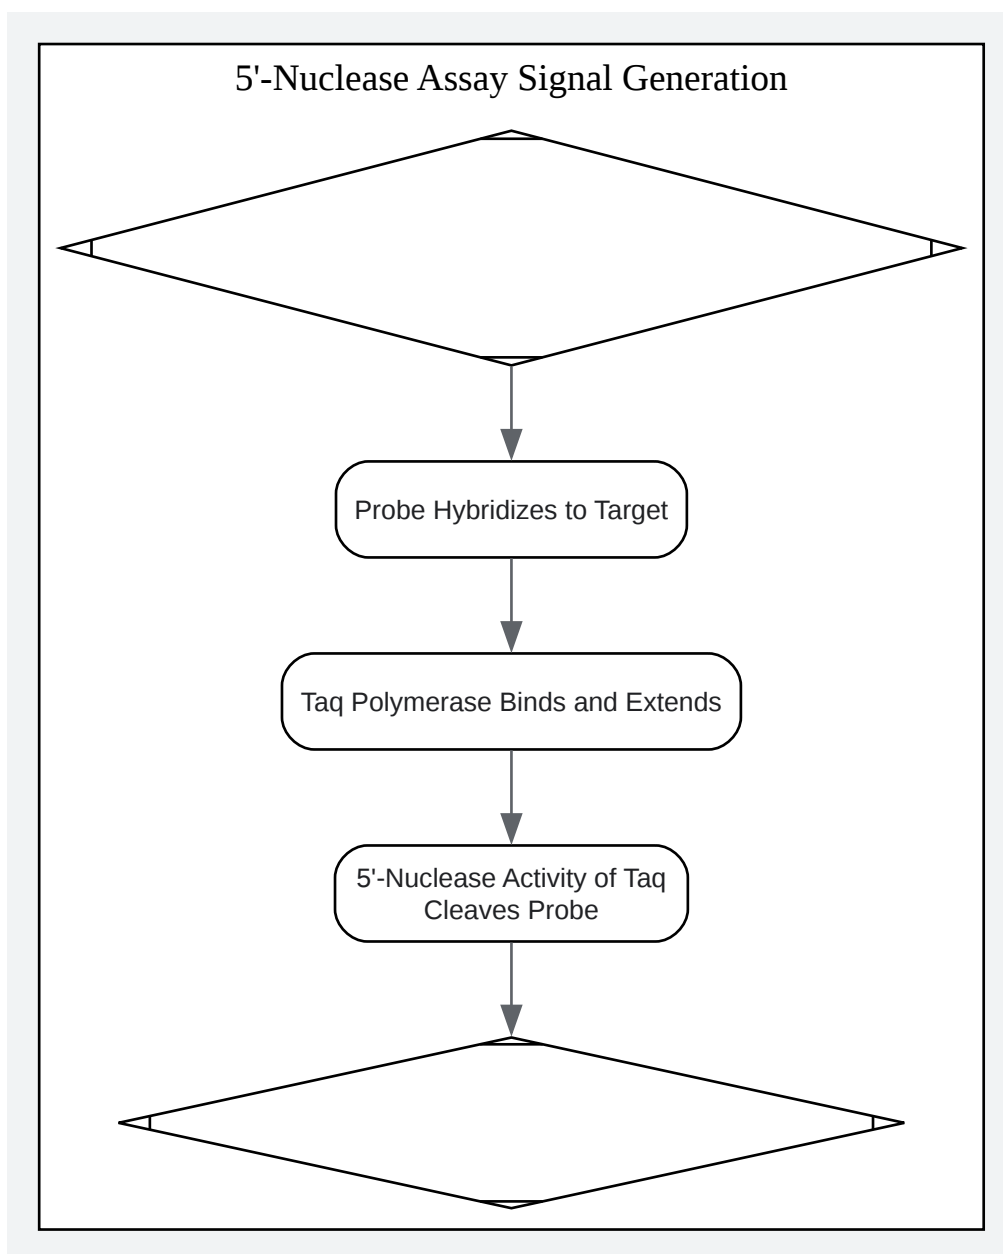 5'-Nuclease Assay Signal Generation
Probe Hybridizes to Target
Taq Polymerase Binds and Extends
5'-Nuclease Activity of Taq
Cleaves Probe